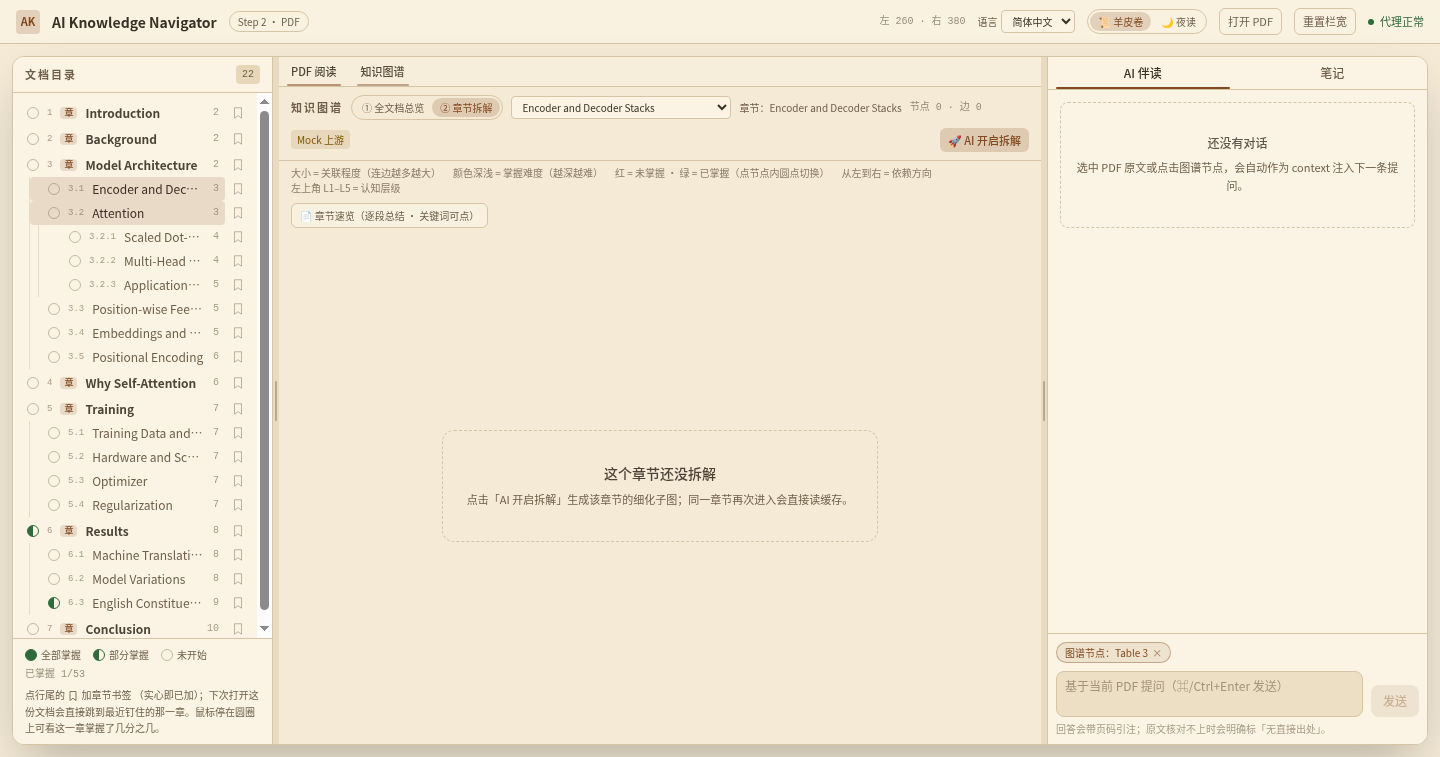 AK AI Knowledge Navigator Step 2 · PDF 左 260 · 右 380 语言 简体中文 📜 羊皮卷 🌙 夜读 打开 PDF 重置栏宽 代理正常
文档目录 22
1 章 Introduction 2
2 章 Background 2
3 章 Model Architecture 2
3.1 Encoder and Dec··· 3
3.2 Attention 3
3.2.1 Scaled Dot-··· 4
3.2.2 Multi-Head ··· 4
3.2.3 Application··· 5
3.3 Position-wise Fee··· 5
3.4 Embeddings and ··· 5
3.5 Positional Encoding 6
4 章 Why Self-Attention 6
5 章 Training 7
5.1 Training Data and··· 7
5.2 Hardware and Sc··· 7
5.3 Optimizer 7
5.4 Regularization 7
6 章 Results 8
6.1 Machine Translati··· 8
6.2 Model Variations 8
6.3 English Constitue··· 9
7 章 Conclusion 10
全部掌握 部分掌握 未开始
已掌握 1/53
点行尾的 加章节书签 (实心即已加)；下次打开这
份文档会直接跳到最近钉住的那一章。鼠标停在圆圈
上可看这一章掌握了几分之几。
PDF 阅读 知识图谱
知识图谱 ① 全文档总览 ② 章节拆解 Encoder and Decoder Stacks 章节：Encoder and Decoder Stacks 节点 0 · 边 0
Mock 上游 🚀 AI 开启拆解
大小 = 关联程度（连边越多越大） 颜色深浅 = 掌握难度（越深越难） 红 = 未掌握 · 绿 = 已掌握（点节点内圆点切换） 从左到右 = 依赖方向
左上角 L1–L5 = 认知层级
📄 章节速览（逐段总结 · 关键词可点）
这个章节还没拆解
点击「AI 开启拆解」生成该章节的细化子图；同一章节再次进入会直接读缓存。
AI 伴读 笔记
还没有对话
选中 PDF 原文或点击图谱节点，会自动作为 context 注入下一条提
问。
图谱节点：Table 3 ×
基于当前 PDF 提问（⌘/Ctrl+Enter 发送）
发送
回答会带页码引注；原文核对不上时会明确标「无直接出处」。